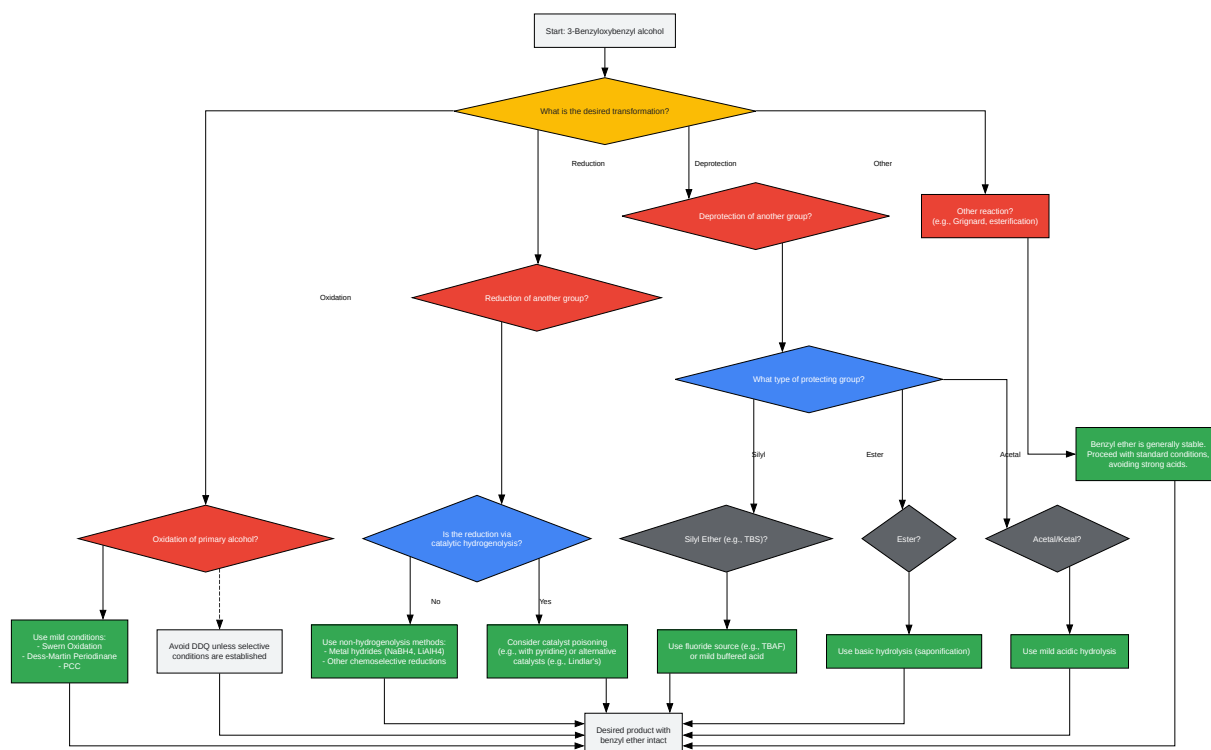 Start: 3-Benzyloxybenzyl alcohol
What is the desired transformation?
Reduction
Deprotection
Other
Deprotection of another group?
Other reaction?
(e.g., Grignard, esterification)
Oxidation
Reduction of another group?
What type of protecting group?
Silyl
Ester
Acetal
Benzyl ether is generally stable.
Proceed with standard conditions,
avoiding strong acids.
Oxidation of primary alcohol?
Is the reduction via
catalytic hydrogenolysis?
Silyl Ether (e.g., TBS)?
Ester?
Acetal/Ketal?
No
Yes
Use mild conditions:
- Swern Oxidation
- Dess-Martin Periodinane
- PCC
Avoid DDQ unless selective
conditions are established
Use non-hydrogenolysis methods:
- Metal hydrides (NaBH4, LiAlH4)
- Other chemoselective reductions
Consider catalyst poisoning
(e.g., with pyridine) or alternative
catalysts (e.g., Lindlar's)
Use fluoride source (e.g., TBAF)
or mild buffered acid
Use basic hydrolysis (saponification)
Use mild acidic hydrolysis
Desired product with
benzyl ether intact